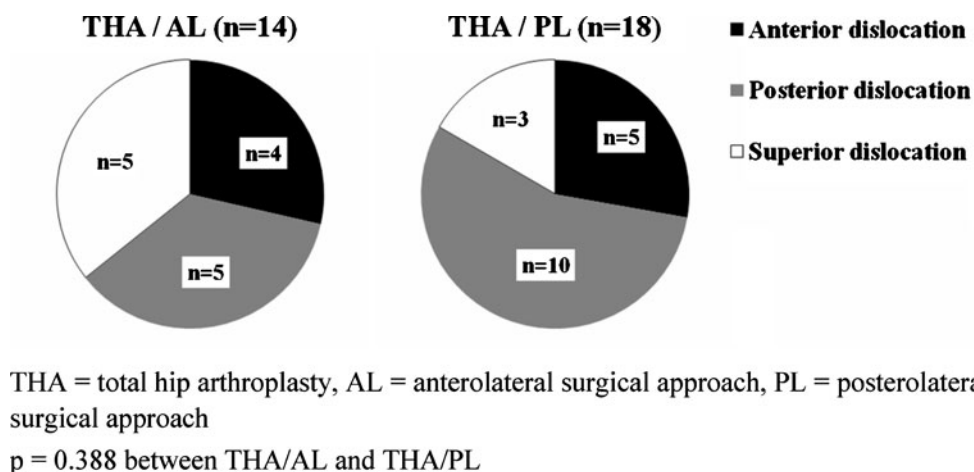 THA / AL (n=14)
THA / PL (n=18)
Anterior dislocation
Posterior dislocation
Superior dislocation
n=5
n=4
n=5
n=3
n=5
n=10
THA = total hip arthroplasty, AL = anterolateral surgical approach, PL = posterolatera
surgical approach
p = 0.388 between THA/AL and THA/PL